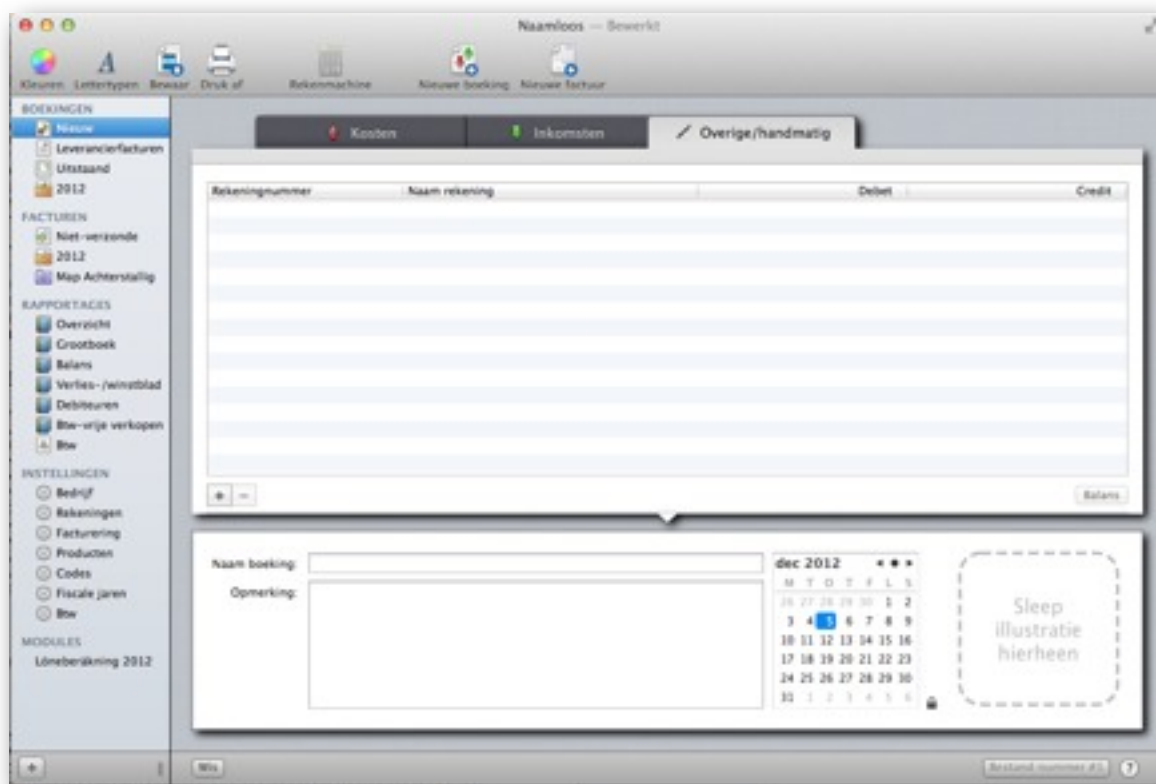 Naamloos — Bewerkt
Kleuren Lettertypen Bewaar Druk af Rekenmachine Nieuwe boeking Nieuwe factuur
BOEKINGEN
Nieuw
Leverancierfacturen
Uitstaand
2012
FACTUREN
Niet-verzonde
2012
Map Achterstallig
RAPPORTAGES
Overzicht
Grootboek
Balans
Verlies-/winstblad
Debiteuren
Btw-vrije verkopen
Btw
INSTELLINGEN
Bedrijf
Rekeningen
Facturering
Producten
Codes
Fiscale jaren
Btw
MODULES
Löneberäkning 2012
Kosten Inkomsten Overige/handmatig
Rekeningnummer Naam rekening Debet Credit
Balans
Naam boeking:
Opmerking:
dec 2012
M T O T F L S
26 27 28 29 30 1 2
3 4 5 6 7 8 9
10 11 12 13 14 15 16
17 18 19 20 21 22 23
24 25 26 27 28 29 30
31 1 2 3 4 5 6
Sleep
illustratie
hierheen
Wis
Bestand nummer #1